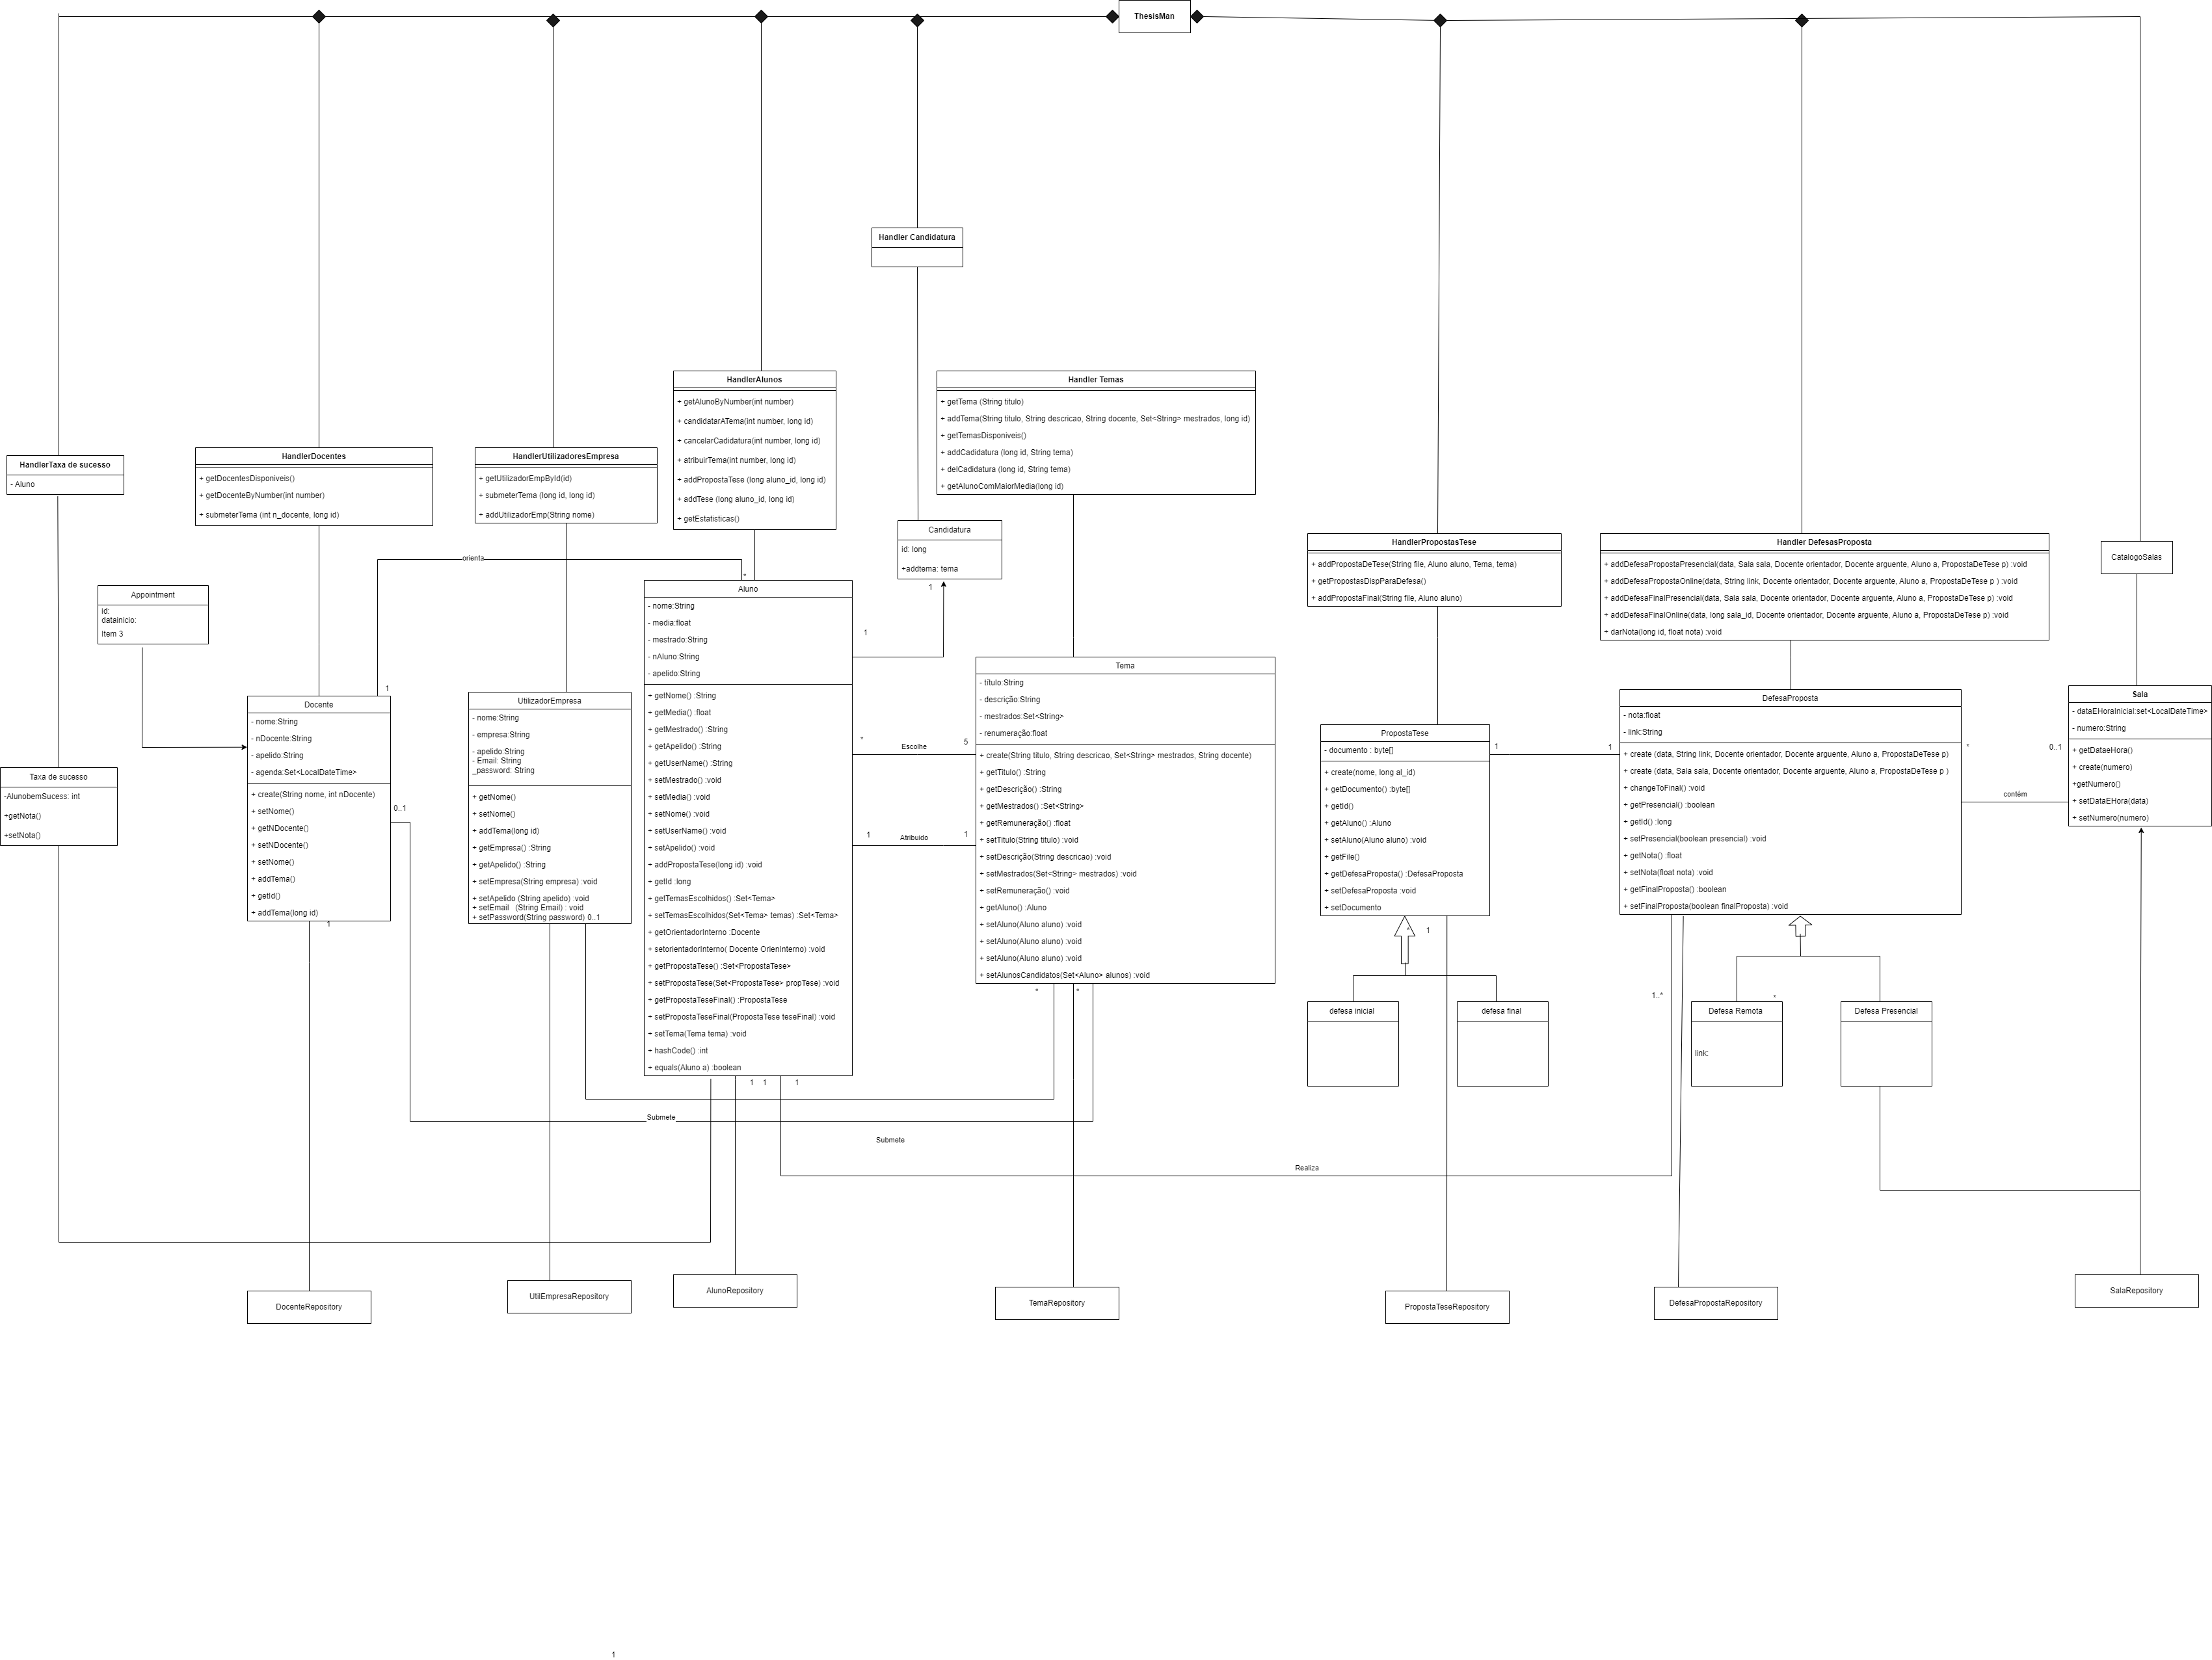 ThesisMan
Handler Candidatura
HandlerAlunos
+ getAlunoByNumber(int number)
+ candidatarATema(int number, long id)
+ cancelarCadidatura(int number, long id)
+ atribuirTema(int number, long id)
+ addPropostaTese (long aluno_id, long id)
+ addTese (long aluno_id, long id)
+ getEstatisticas()
Handler Temas
+ getTema (String titulo)
+ addTema(String titulo, String descricao, String docente, Set<String> mestrados, long id)
+ getTemasDisponiveis()
+ addCadidatura (long id, String tema)
+ delCadidatura (long id, String tema)
+ getAlunoComMaiorMedia(long id)
HandlerTaxa de sucesso
- Aluno
HandlerDocentes
+ getDocentesDisponiveis()
+ getDocenteByNumber(int number)
+ submeterTema (int n_docente, long id)
HandlerUtilizadoresEmpresa
+ getUtilizadorEmpById(id)
+ submeterTema (long id, long id)
+ addUtilizadorEmp(String nome)
Candidatura
id: long
+addtema: tema
1
HandlerPropostasTese
+ addPropostaDeTese(String file, Aluno aluno, Tema, tema)
+ getPropostasDispParaDefesa()
+ addPropostaFinal(String file, Aluno aluno)
Handler DefesasProposta
+ addDefesaPropostaPresencial(data, Sala sala, Docente orientador, Docente arguente, Aluno a, PropostaDeTese p) :void
+ addDefesaPropostaOnline(data, String link, Docente orientador, Docente arguente, Aluno a, PropostaDeTese p ) :void
+ addDefesaFinalPresencial(data, Sala sala, Docente orientador, Docente arguente, Aluno a, PropostaDeTese p) :void
+ addDefesaFinalOnline(data, long sala_id, Docente orientador, Docente arguente, Aluno a, PropostaDeTese p) :void
+ darNota(long id, float nota) :void
CatalogoSalas
orienta
*
1
Appointment
id:
datainicio:
Item 3
Docente
- nome:String
- nDocente:String
- apelido:String
- agenda:Set<LocalDateTime>
+ create(String nome, int nDocente)
+ setNome()
+ getNDocente()
+ setNDocente()
+ setNome()
+ addTema()
+ getId()
+ addTema(long id)
1
0..1
Taxa de sucesso
-AlunobemSucess: int
+getNota()
+setNota()
UtilizadorEmpresa
- nome:String
- empresa:String
- apelido:String
- Email: String
_password: String
+ getNome()
+ setNome()
+ addTema(long id)
+ getEmpresa() :String
+ getApelido() :String
+ setEmpresa(String empresa) :void
+ setApelido (String apelido) :void
+ setEmail (String Email) : void
+ setPassword(String password) 0..1
Aluno
- nome:String
- media:float
- mestrado:String
- nAluno:String
- apelido:String
+ getNome() :String
+ getMedia() :float
+ getMestrado() :String
+ getApelido() :String
+ getUserName() :String
+ setMestrado() :void
+ setMedia() :void
+ setNome() :void
+ setUserName() :void
+ setApelido() :void
+ addPropostaTese(long id) :void
+ getId :long
+ getTemasEscolhidos() :Set<Tema>
+ setTemasEscolhidos(Set<Tema> temas) :Set<Tema>
+ getOrientadorInterno :Docente
+ setorientadorInterno( Docente OrienInterno) :void
+ getPropostaTese() :Set<PropostaTese>
+ setPropostaTese(Set<PropostaTese> propTese) :void
+ getPropostaTeseFinal() :PropostaTese
+ setPropostaTeseFinal(PropostaTese teseFinal) :void
+ setTema(Tema tema) :void
+ hashCode() :int
+ equals(Aluno a) :boolean
1 1 1
1
*
Escolhe
5
1
Atribuido
1
Tema
- título:String
- descrição:String
- mestrados:Set<String>
- renumeração:float
+ create(String titulo, String descricao, Set<String> mestrados, String docente)
+ getTitulo() :String
+ getDescrição() :String
+ getMestrados() :Set<String>
+ getRemuneração() :float
+ setTitulo(String titulo) :void
+ setDescrição(String descricao) :void
+ setMestrados(Set<String> mestrados) :void
+ setRemuneração() :void
+ getAluno() :Aluno
+ setAluno(Aluno aluno) :void
+ setAluno(Aluno aluno) :void
+ setAluno(Aluno aluno) :void
+ setAlunosCandidatos(Set<Aluno> alunos) :void
* *
PropostaTese
- documento : byte[]
+ create(nome, long al_id)
+ getDocumento() :byte[]
+ getId()
+ getAluno() :Aluno
+ setAluno(Aluno aluno) :void
+ getFile()
+ getDefesaProposta() :DefesaProposta
+ setDefesaProposta :void
+ setDocumento
* 1
1
1
DefesaProposta
- nota:float
- link:String
+ create (data, String link, Docente orientador, Docente arguente, Aluno a, PropostaDeTese p)
+ create (data, Sala sala, Docente orientador, Docente arguente, Aluno a, PropostaDeTese p )
+ changeToFinal() :void
+ getPresencial() :boolean
+ getId() :long
+ setPresencial(boolean presencial) :void
+ getNota() :float
+ setNota(float nota) :void
+ getFinalProposta() :boolean
+ setFinalProposta(boolean finalProposta) :void
*
0..1
contém
Sala
- dataEHoraInicial:set<LocalDateTime>
- numero:String
+ getDataeHora()
+ create(numero)
+getNumero()
+ setDataEHora(data)
+ setNumero(numero)
defesa inicial
defesa final
1..*
Defesa Remota
*
link:
Defesa Presencial
Submete
Submete
Realiza
DocenteRepository
UtilEmpresaRepository
AlunoRepository
TemaRepository
PropostaTeseRepository
DefesaPropostaRepository
SalaRepository
1